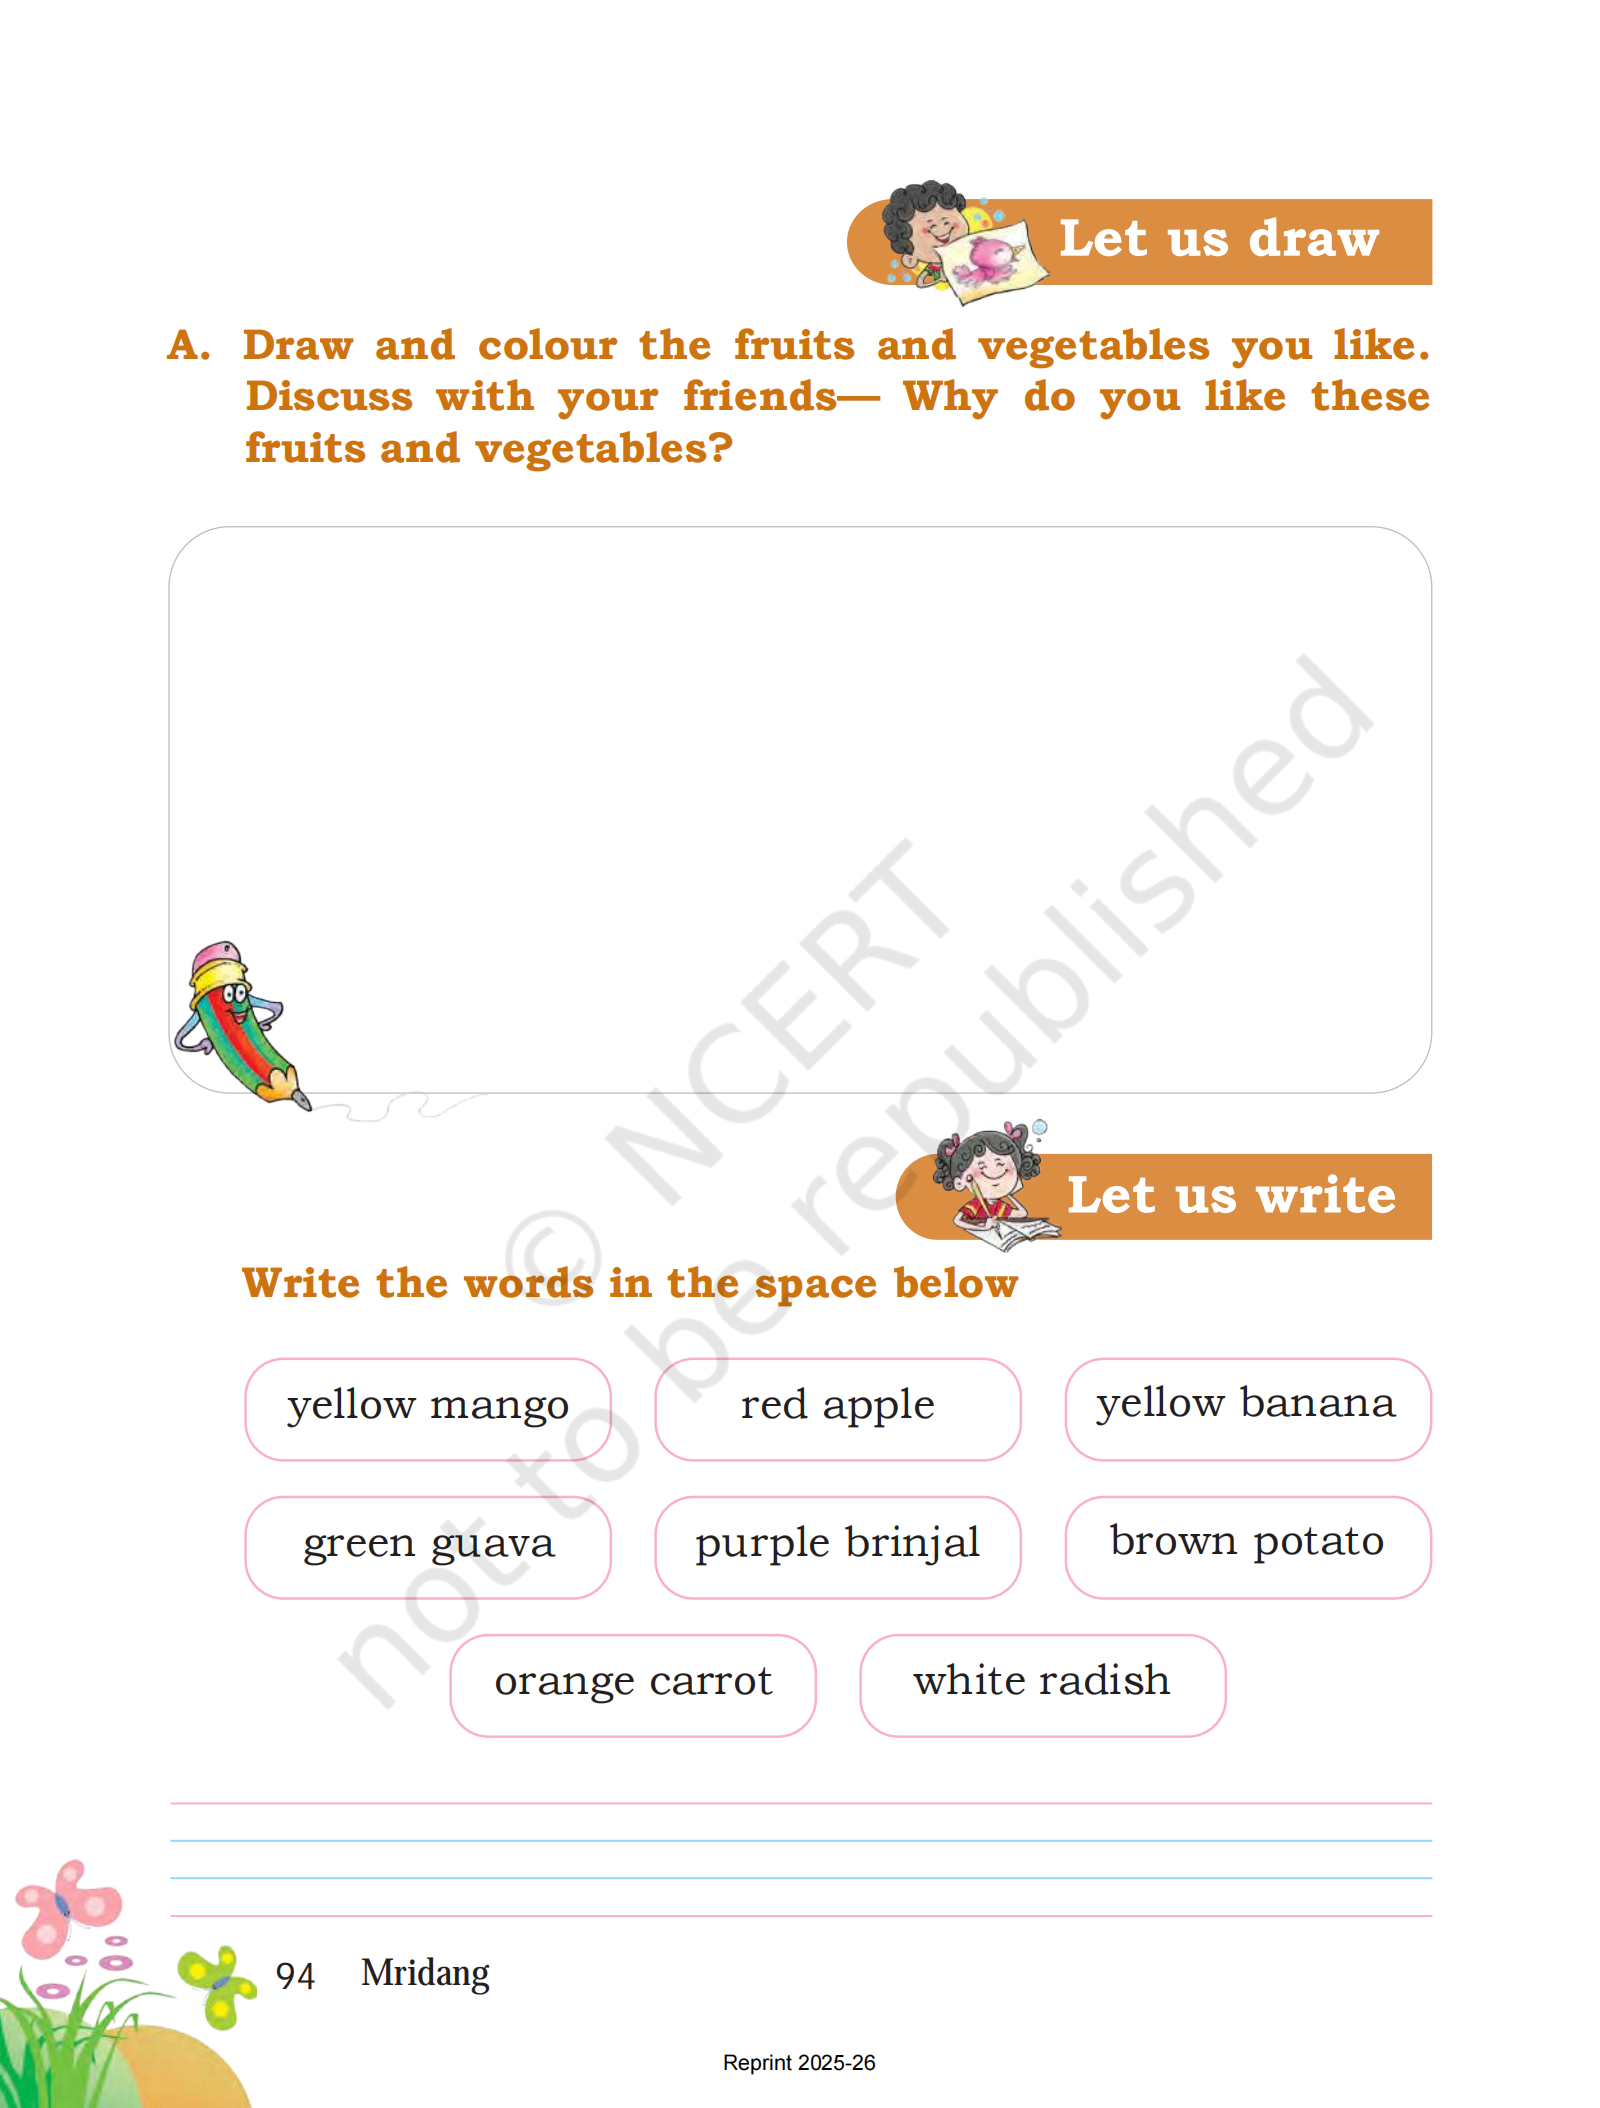 Let us draw
A. Draw and colour the fruits and vegetables you like.
Discuss with your friends— Why do you like these
fruits and vegetables?
© NCERT
not to be republished
Let us write
Write the words in the space below
yellow mango
red apple
yellow banana
green guava
purple brinjal
brown potato
orange carrot
white radish
94 Mridang
Reprint 2025-26